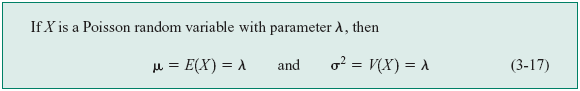 If X is a Poisson random variable with parameter λ, then
μ = E(X) = λ and σ² = V(X) = λ (3-17)